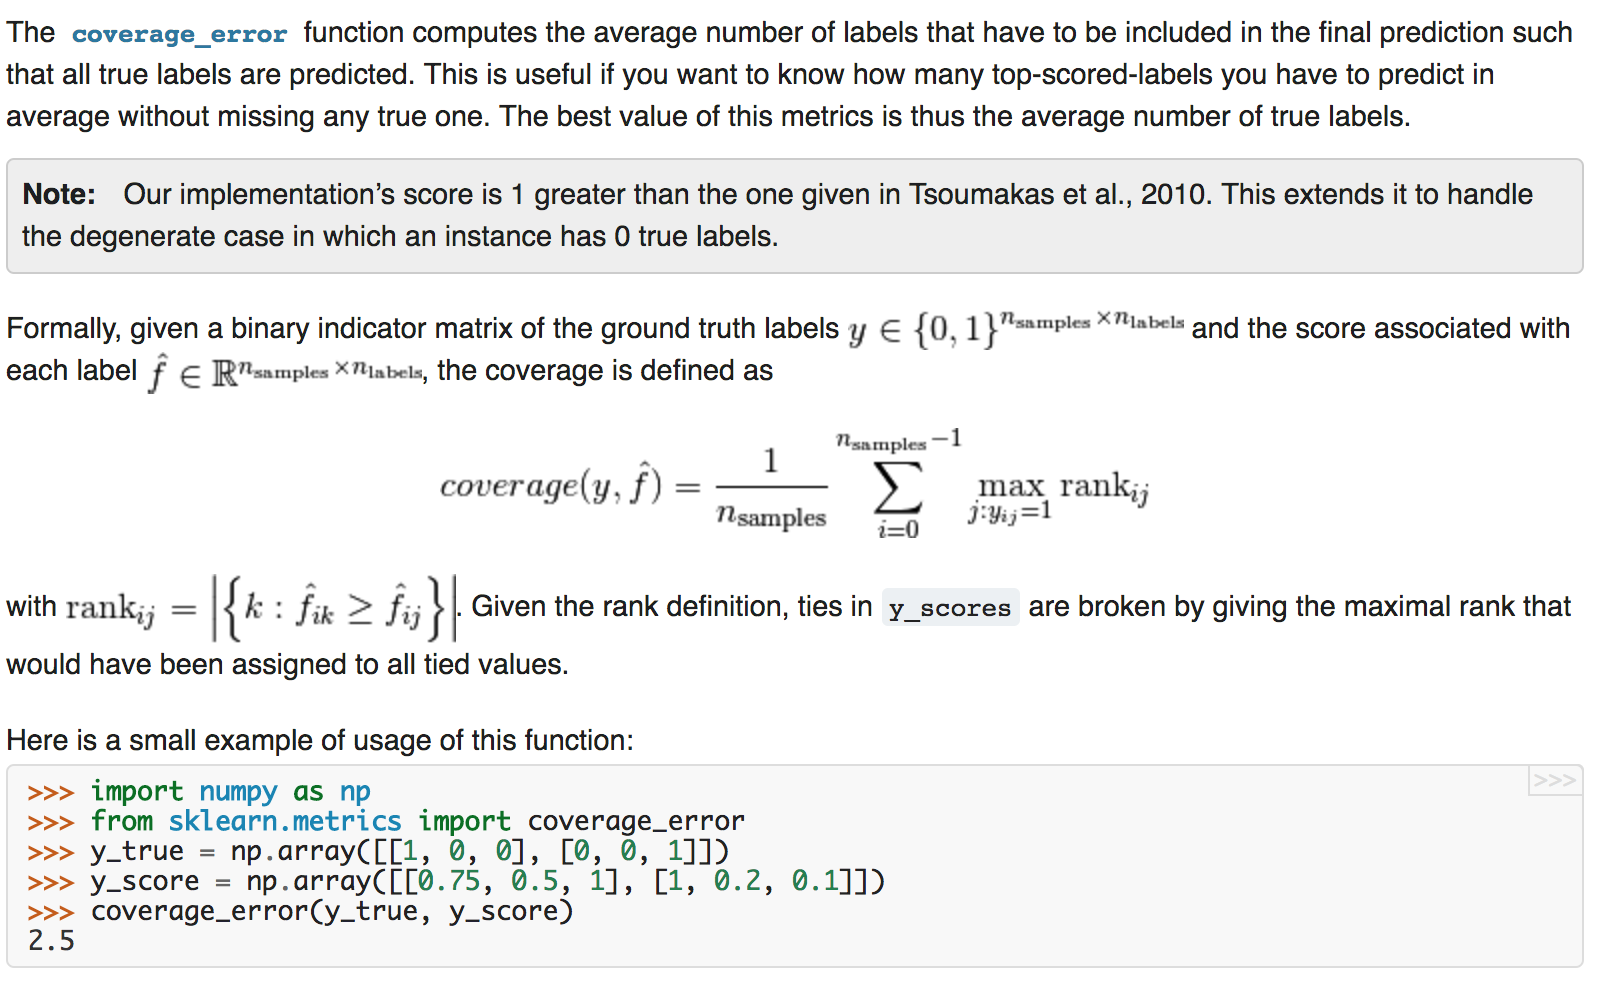 The coverage_error function computes the average number of labels that have to be included in the final prediction such
that all true labels are predicted. This is useful if you want to know how many top-scored-labels you have to predict in
average without missing any true one. The best value of this metrics is thus the average number of true labels.
Note: Our implementation's score is 1 greater than the one given in Tsoumakas et al., 2010. This extends it to handle
the degenerate case in which an instance has 0 true labels.
Formally, given a binary indicator matrix of the ground truth labels $y \in \{0, 1\}^{n_\text{samples} \times n_\text{labels}}$ and the score associated with
each label $\hat{f} \in \mathbb{R}^{n_\text{samples} \times n_\text{labels}}$, the coverage is defined as
$coverage(y, \hat{f}) = \frac{1}{n_\text{samples}} \sum_{i=0}^{n_\text{samples} - 1} \max_{j:y_{ij} = 1} \text{rank}_{ij}$
with $\text{rank}_{ij} = \left|\left\{k: \hat{f}_{ik} \geq \hat{f}_{ij} \right\}\right|$. Given the rank definition, ties in y_scores are broken by giving the maximal rank that
would have been assigned to all tied values.
Here is a small example of usage of this function:
>>>
>>> import numpy as np
>>> from sklearn.metrics import coverage_error
>>> y_true = np.array([[1, 0, 0], [0, 0, 1]])
>>> y_score = np.array([[0.75, 0.5, 1], [1, 0.2, 0.1]])
>>> coverage_error(y_true, y_score)
2.5